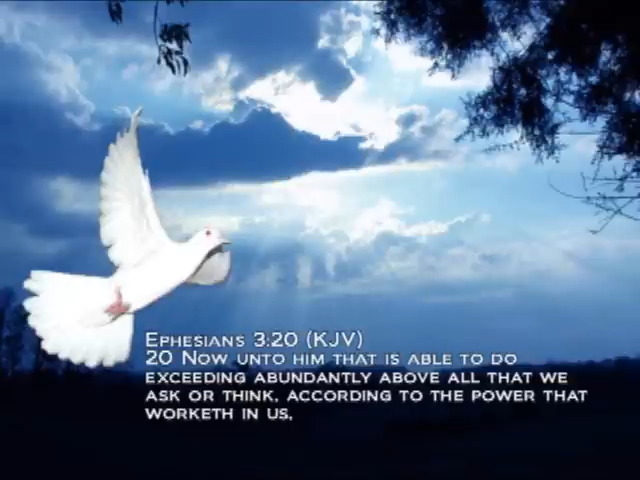 Ephesians 3:20 (KJV)
20 Now unto him that is able to do
exceeding abundantly above all that we
ask or think, according to the power that
worketh in us,